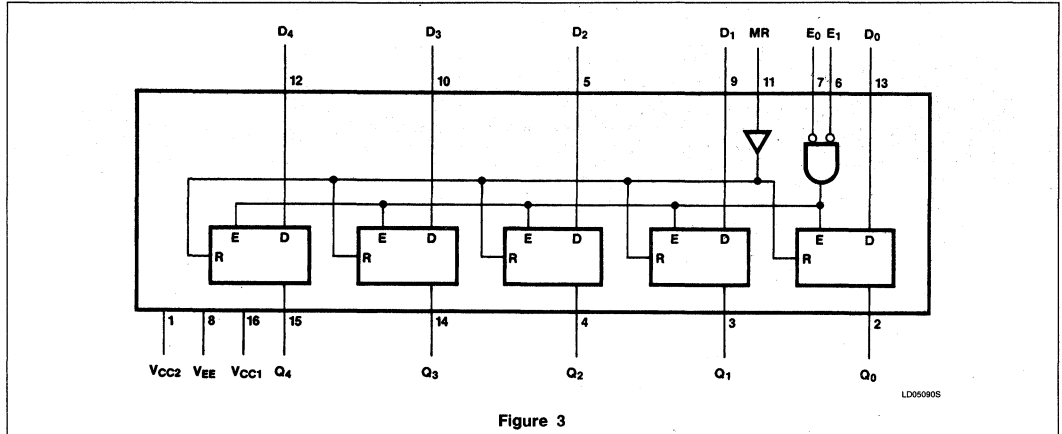 D4 D3 D2 D1 MR E0 E1 D0
12 10 5 9 11 7 6 13
E D E D E D E D E D
R R R R R
1 8 16 15 14 4 3 2
VCC2 VEE VCC1 Q4 Q3 Q2 Q1 Q0
LD05090S
Figure 3